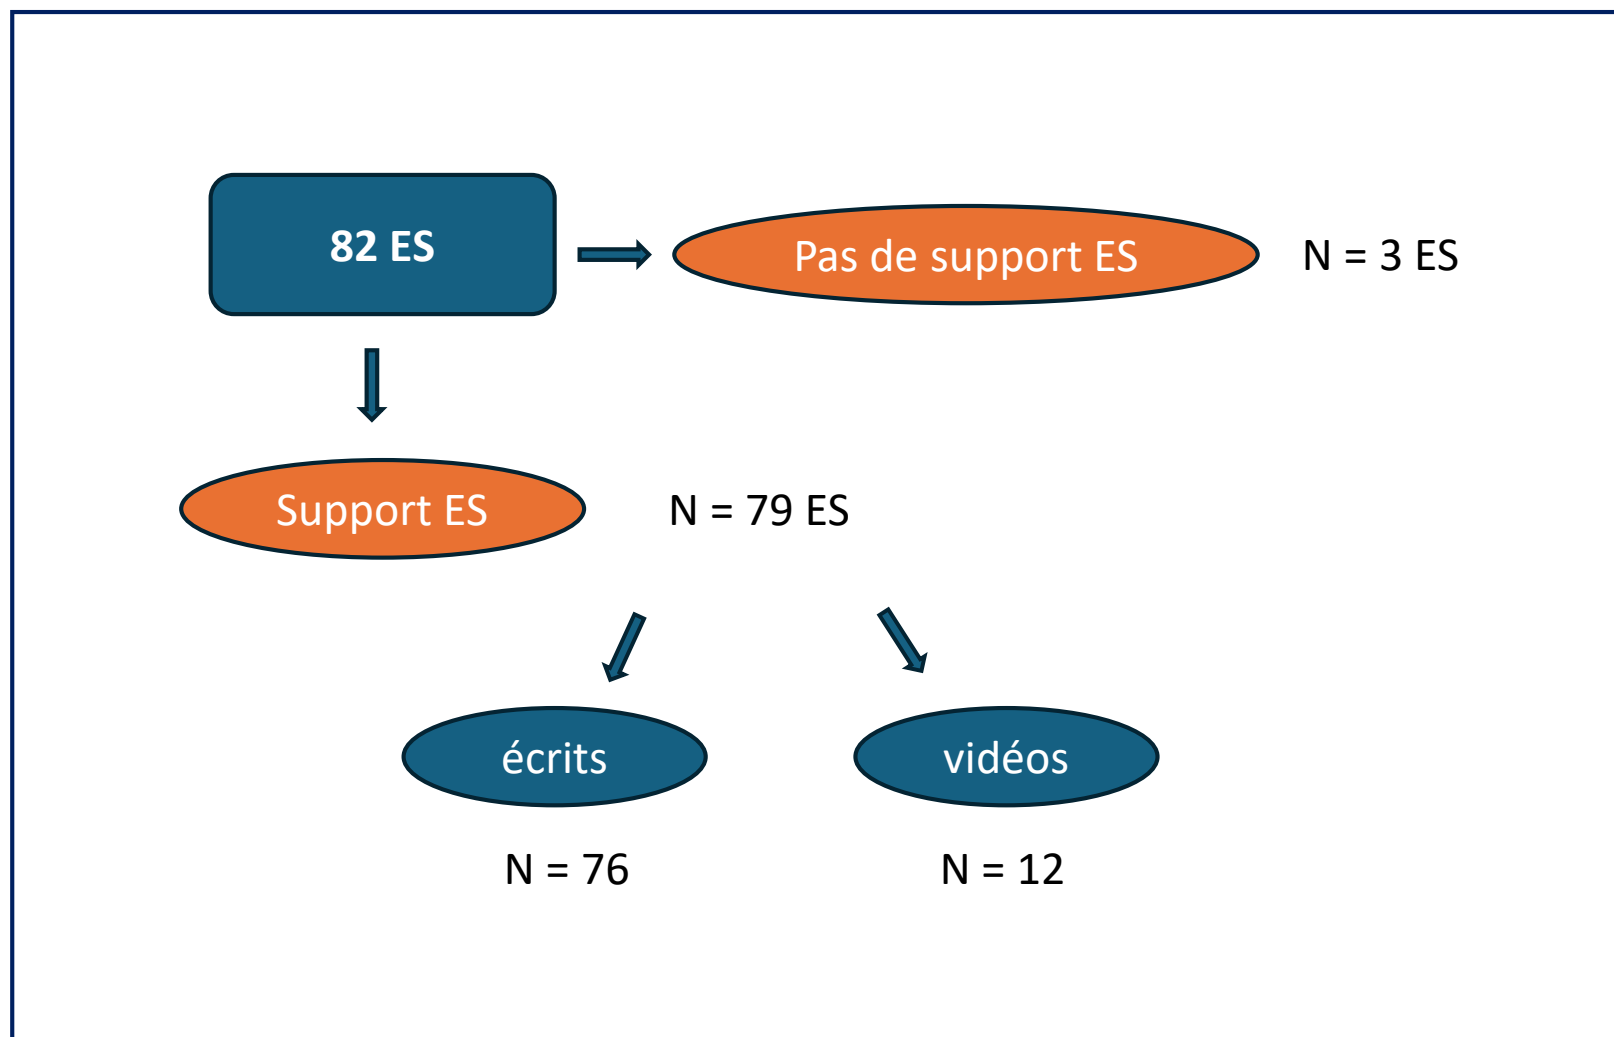 82 ES
Pas de support ES
N = 3 ES
Support ES
N = 79 ES
écrits
vidéos
N = 76
N = 12